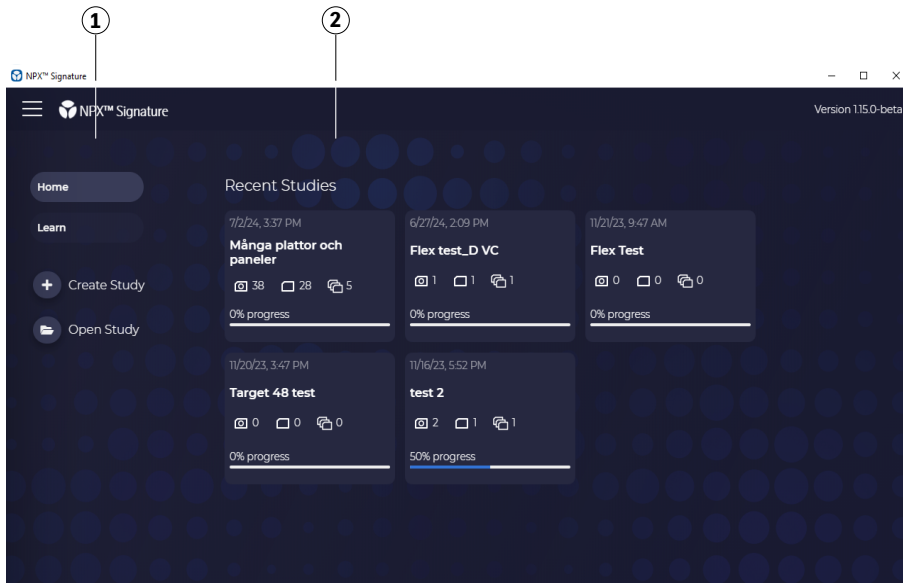 1 2
NPX™ Signature
NPX™ Signature
Version 1.15.0-beta
Home
Learn
Create Study
Open Study
Recent Studies
7/2/24, 3:37 PM
Många plattor och
paneler
38 28 5
0% progress
6/27/24, 2:09 PM
Flex test_D VC
1 1 1
0% progress
11/21/23, 9:47 AM
Flex Test
0 0 0
0% progress
11/20/23, 3:47 PM
Target 48 test
0 0 0
0% progress
11/16/23, 5:52 PM
test 2
2 1 1
50% progress